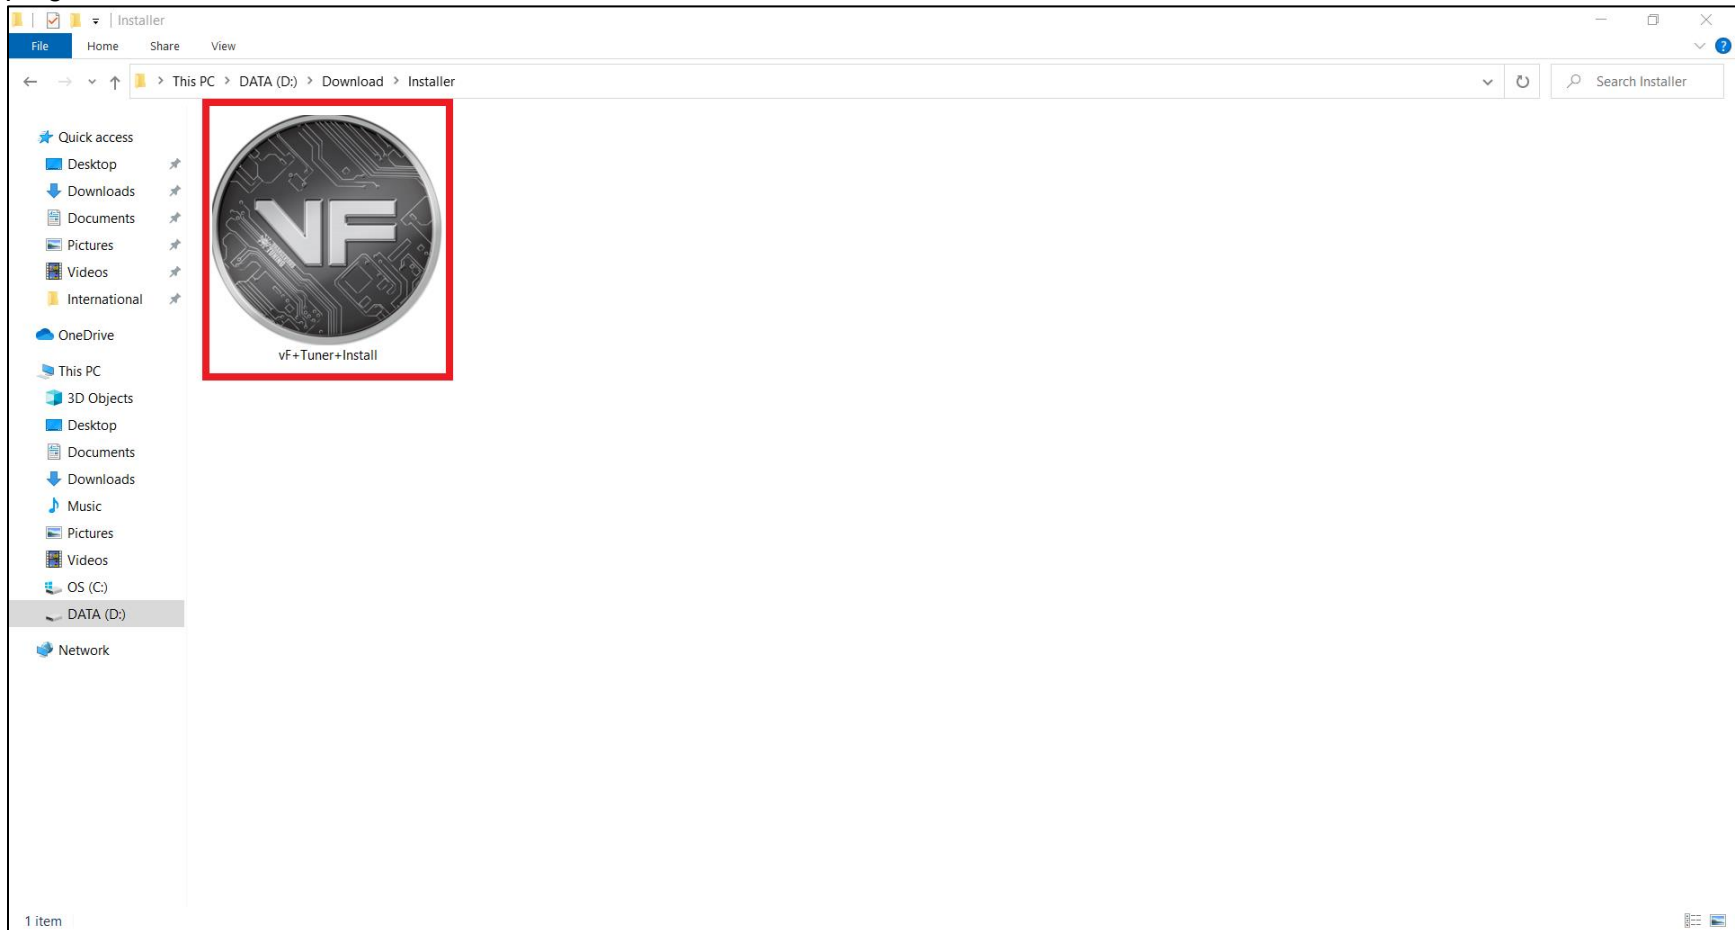 Installer
File Home Share View
This PC > DATA (D:) > Download > Installer
Search Installer
Quick access
Desktop
Downloads
Documents
Pictures
Videos
International
OneDrive
This PC
3D Objects
Desktop
Documents
Downloads
Music
Pictures
Videos
OS (C:)
DATA (D:)
Network
VF
vF+Tuner+Install
1 item